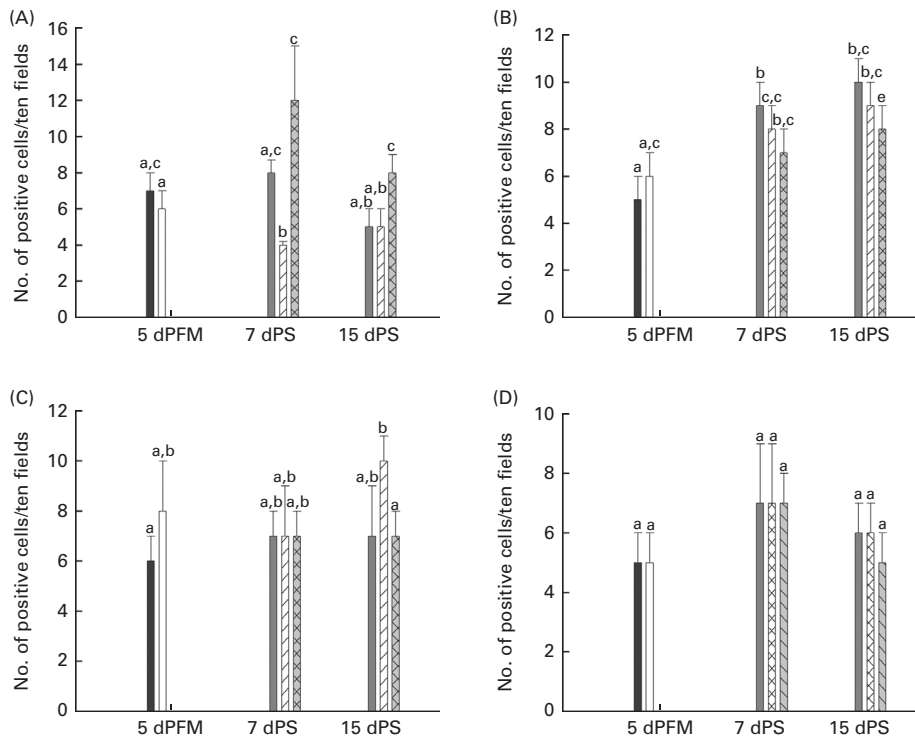 (A)
No. of positive cells/ten fields
16
14
12
10
8
6
4
2
0
a,c
a
a,c
b
c
a,b
a,b
c
5 dPFM 7 dPS 15 dPS
(B)
No. of positive cells/ten fields
12
10
8
6
4
2
0
a
a,c
b
c,c
b,c
b,c
b,c
e
5 dPFM 7 dPS 15 dPS
(C)
No. of positive cells/ten fields
12
10
8
6
4
2
0
a
a,b
a,b
a,b
a,b
a,b
b
a
5 dPFM 7 dPS 15 dPS
(D)
No. of positive cells/ten fields
10
8
6
4
2
0
a a
a a
a
a a
a
5 dPFM 7 dPS 15 dPS